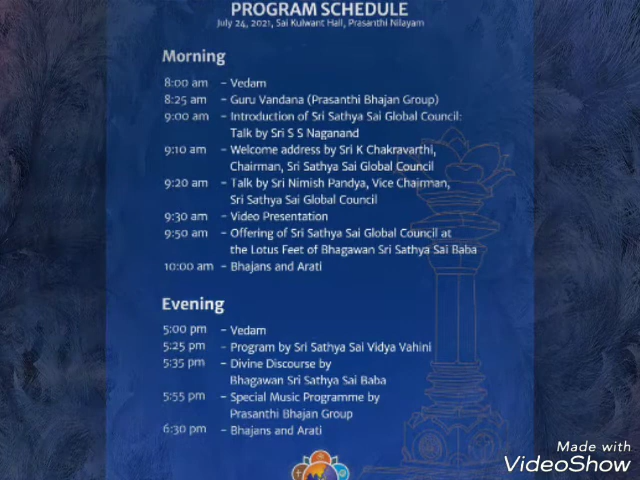 PROGRAM SCHEDULE
July 24, 2021, Sai Kulwant Hall, Prasanthi Nilayam
Morning
8:00 am – Vedam
8:25 am – Guru Vandana (Prasanthi Bhajan Group)
9:00 am – Introduction of Sri Sathya Sai Global Council:
Talk by Sri S S Naganand
9:10 am – Welcome address by Sri K Chakravarthi,
Chairman, Sri Sathya Sai Global Council
9:20 am – Talk by Sri Nimish Pandya, Vice Chairman,
Sri Sathya Sai Global Council
9:30 am – Video Presentation
9:50 am – Offering of Sri Sathya Sai Global Council at
the Lotus Feet of Bhagawan Sri Sathya Sai Baba
10:00 am – Bhajans and Arati
Evening
5:00 pm – Vedam
5:25 pm – Program by Sri Sathya Sai Vidya Vahini
5:35 pm – Divine Discourse by
Bhagawan Sri Sathya Sai Baba
5:55 pm – Special Music Programme by
Prasanthi Bhajan Group
6:30 pm – Bhajans and Arati
Made with
VideoShow